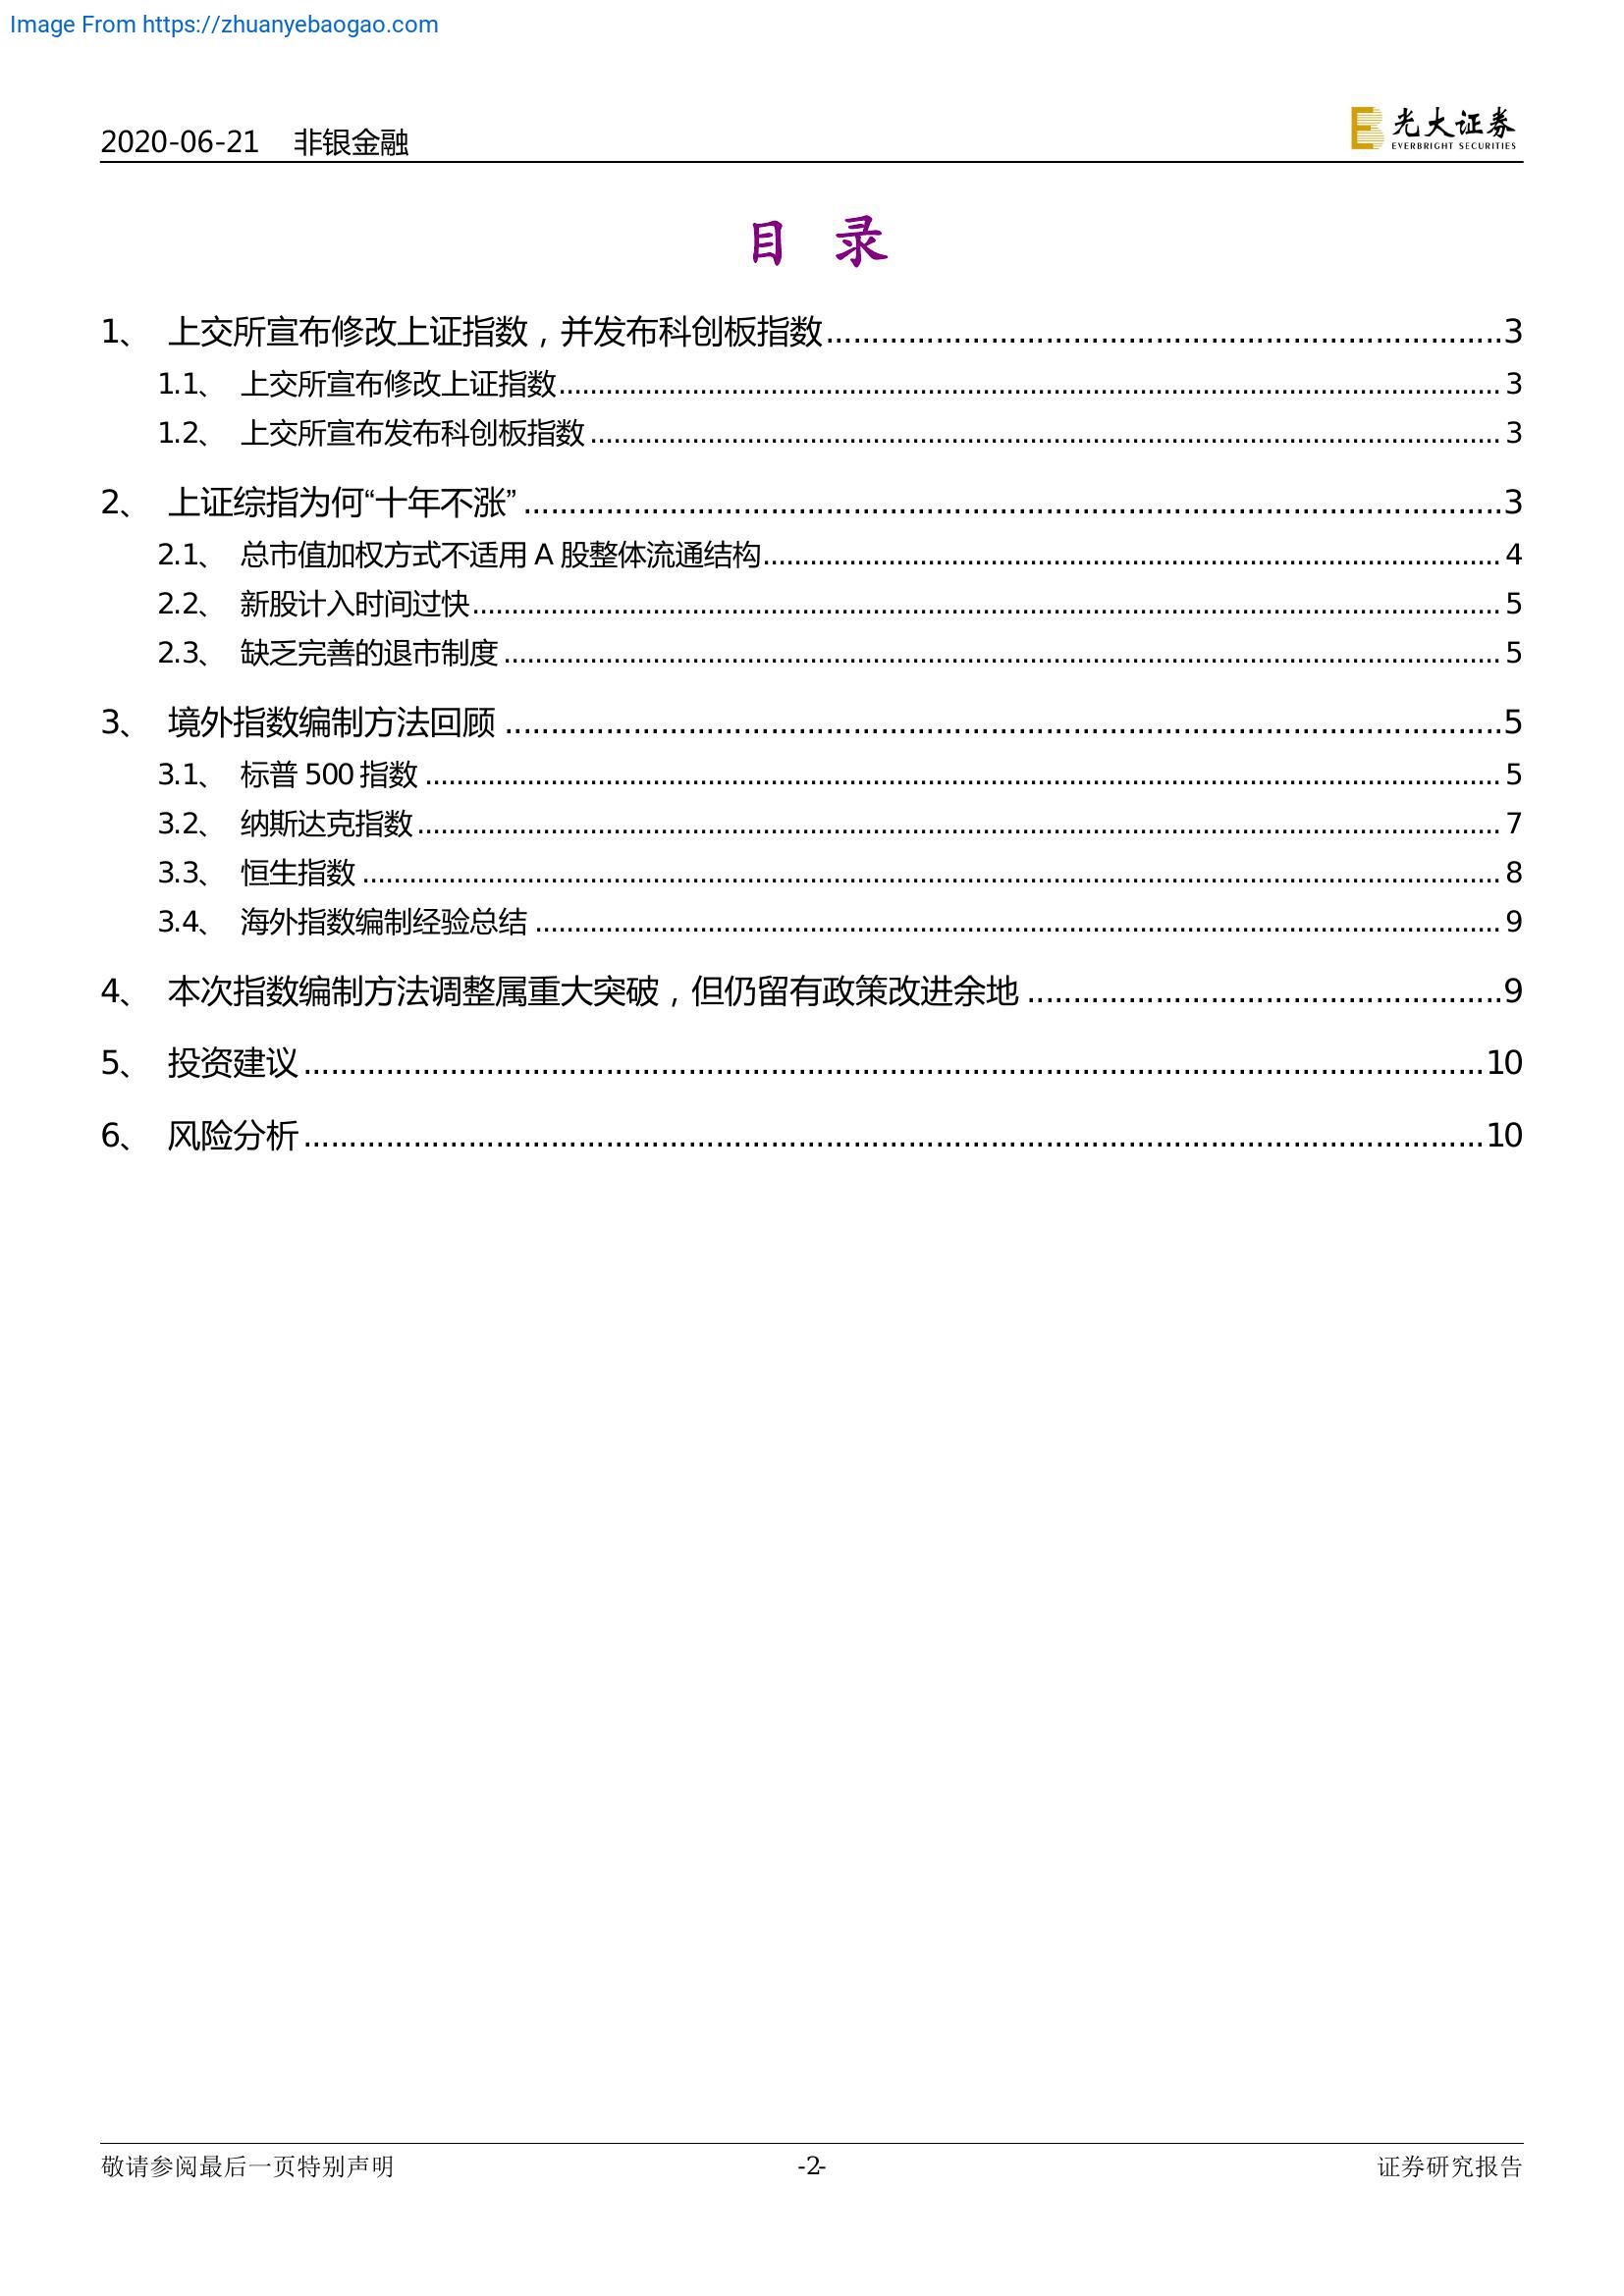 Image From https://zhuanyebaogao.com
2020-06-21 非银金融
光大证券
EVERBRIGHT SECURITIES
目 录
1、 上交所宣布修改上证指数，并发布科创板指数 3
1.1、 上交所宣布修改上证指数 3
1.2、 上交所宣布发布科创板指数 3
2、 上证综指为何“十年不涨” 3
2.1、 总市值加权方式不适用 A 股整体流通结构 4
2.2、 新股计入时间过快 5
2.3、 缺乏完善的退市制度 5
3、 境外指数编制方法回顾 5
3.1、 标普 500 指数 5
3.2、 纳斯达克指数 7
3.3、 恒生指数 8
3.4、 海外指数编制经验总结 9
4、 本次指数编制方法调整属重大突破，但仍留有政策改进余地 9
5、 投资建议 10
6、 风险分析 10
敬请参阅最后一页特别声明 -2- 证券研究报告